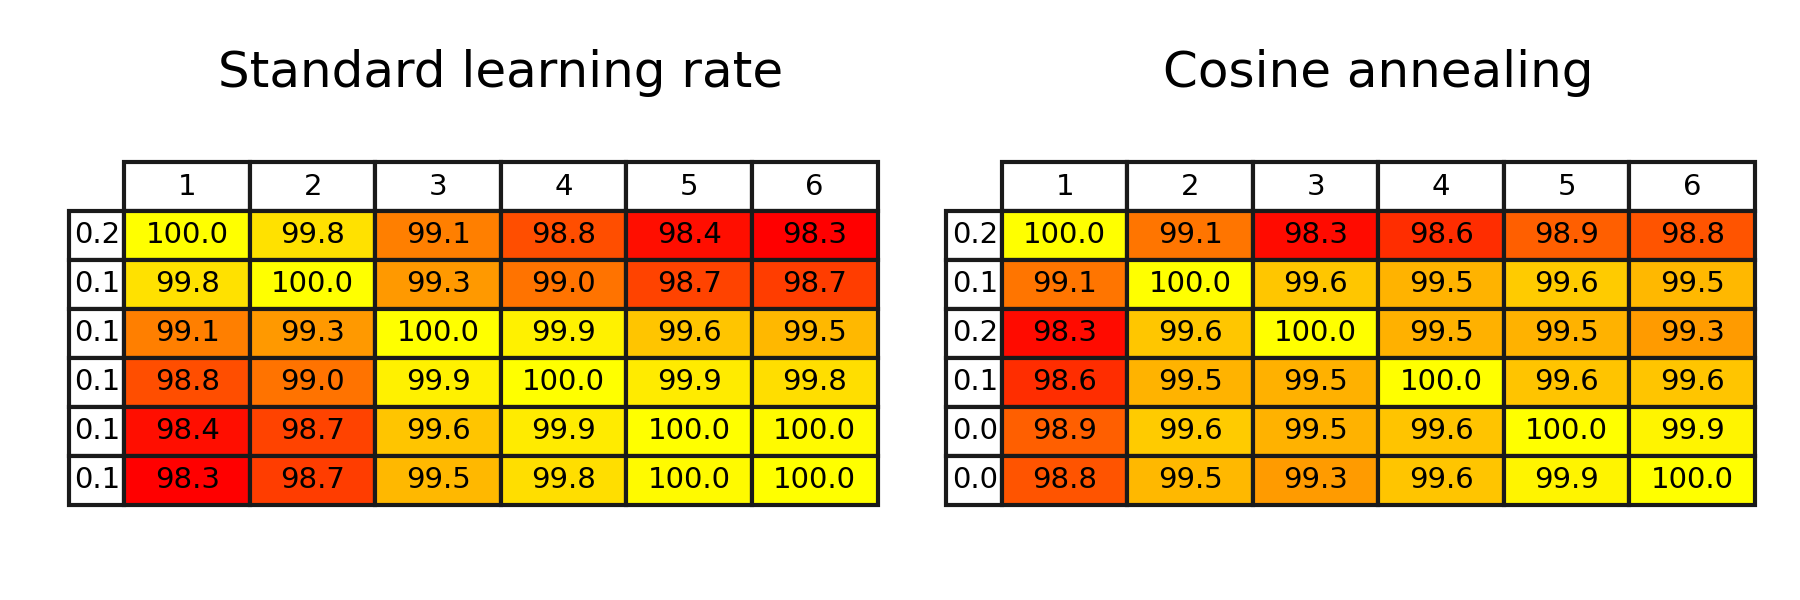 Standard learning rate
1 2 3 4 5 6
0.2 100.0 99.8 99.1 98.8 98.4 98.3
0.1 99.8 100.0 99.3 99.0 98.7 98.7
0.1 99.1 99.3 100.0 99.9 99.6 99.5
0.1 98.8 99.0 99.9 100.0 99.9 99.8
0.1 98.4 98.7 99.6 99.9 100.0 100.0
0.1 98.3 98.7 99.5 99.8 100.0 100.0
Cosine annealing
1 2 3 4 5 6
0.2 100.0 99.1 98.3 98.6 98.9 98.8
0.1 99.1 100.0 99.6 99.5 99.6 99.5
0.2 98.3 99.6 100.0 99.5 99.5 99.3
0.1 98.6 99.5 99.5 100.0 99.6 99.6
0.0 98.9 99.6 99.5 99.6 100.0 99.9
0.0 98.8 99.5 99.3 99.6 99.9 100.0